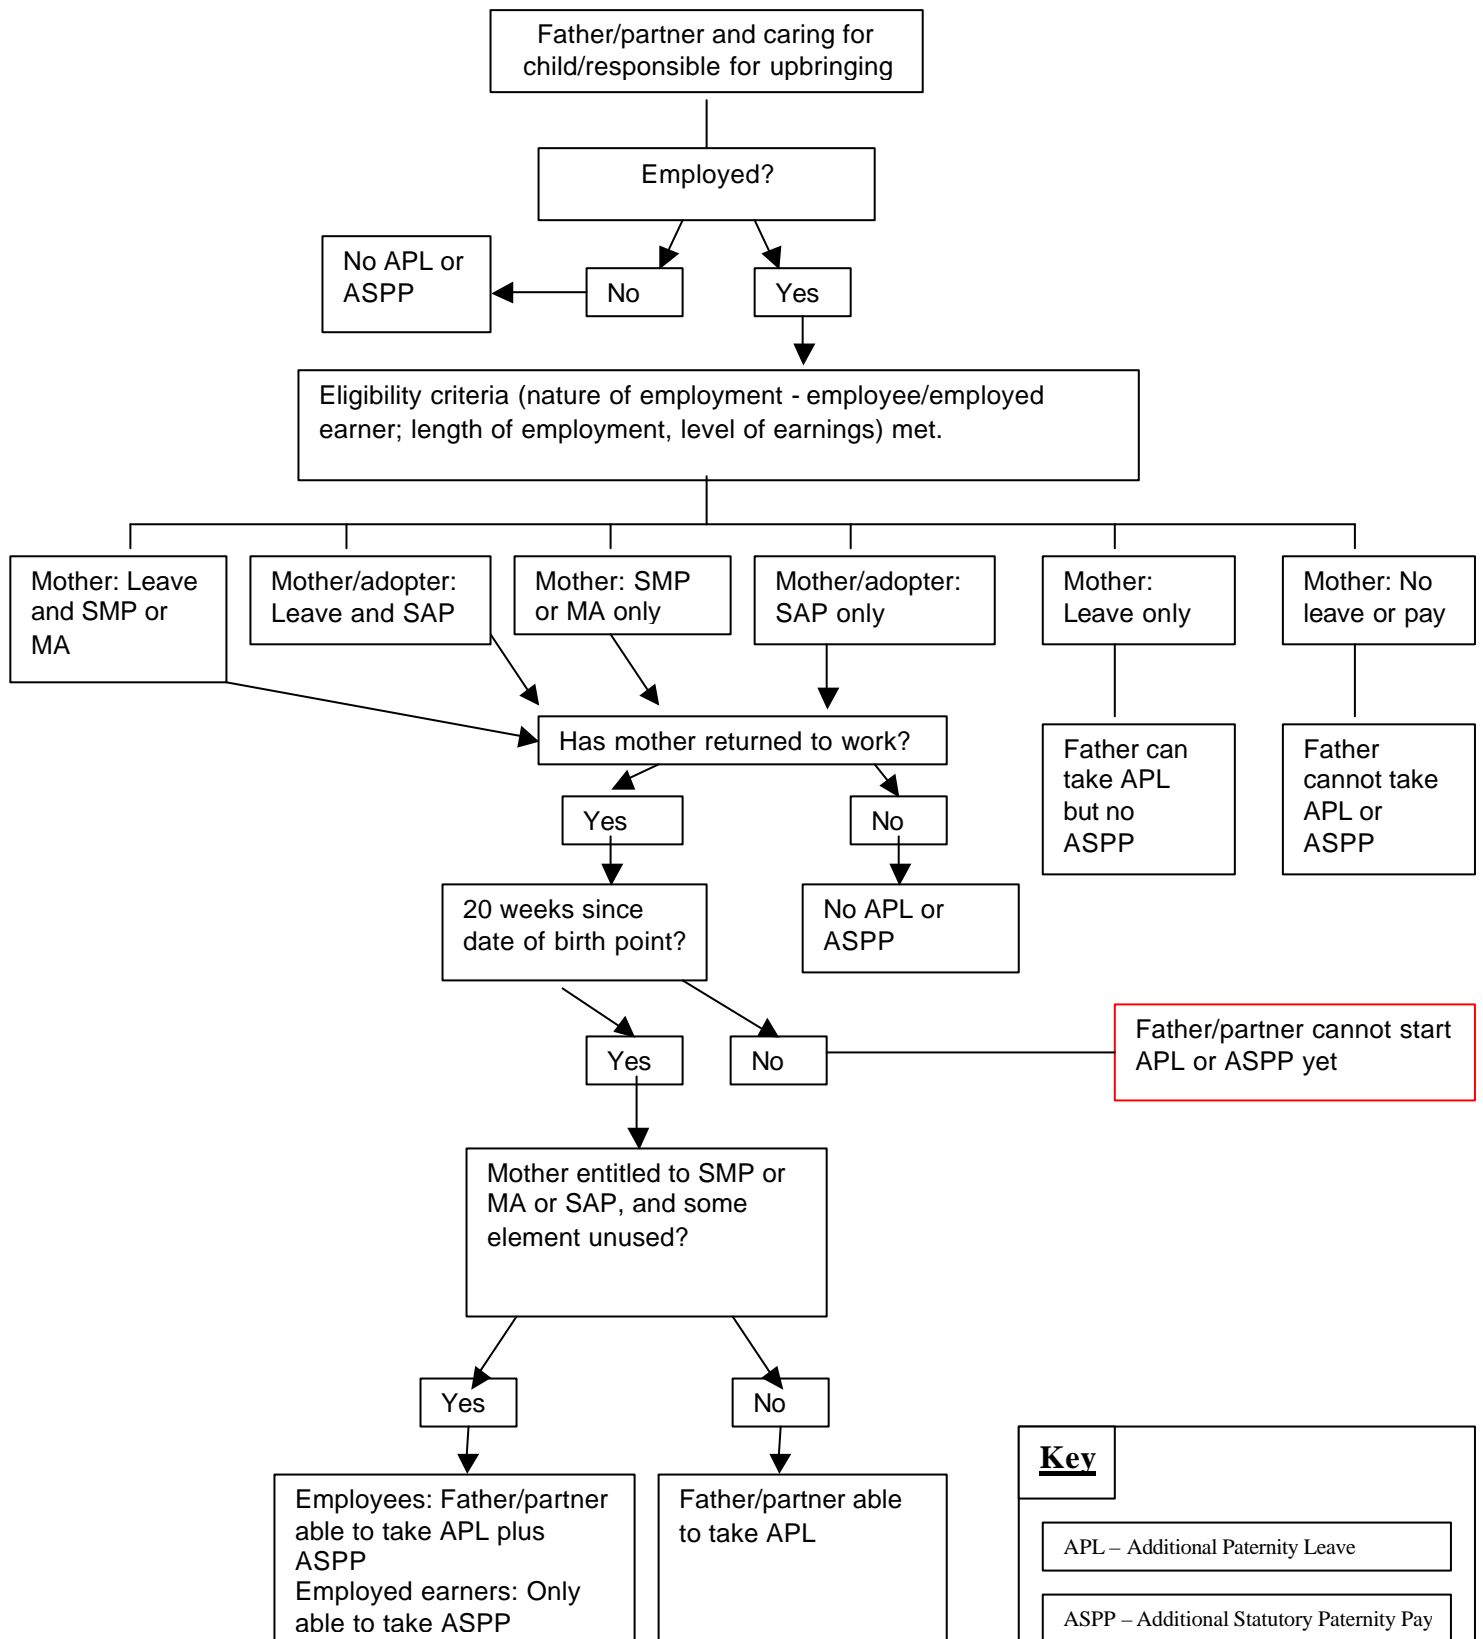 Father/partner and caring for
child/responsible for upbringing
Employed?
No APL or
ASPP
No
Yes
Eligibility criteria (nature of employment - employee/employed
earner; length of employment, level of earnings) met.
Mother: Leave
and SMP or
MA
Mother/adopter:
Leave and SAP
Mother: SMP
or MA only
Mother/adopter:
SAP only
Mother:
Leave only
Mother: No
leave or pay
Has mother returned to work?
Father can
take APL
but no
ASPP
Father
cannot take
APL or
ASPP
Yes
No
20 weeks since
date of birth point?
No APL or
ASPP
Yes
No
Father/partner cannot start
APL or ASPP yet
Mother entitled to SMP or
MA or SAP, and some
element unused?
Yes
No
Employees: Father/partner
able to take APL plus
ASPP
Employed earners: Only
able to take ASPP
Father/partner able
to take APL
Key
APL – Additional Paternity Leave
ASPP – Additional Statutory Paternity Pay